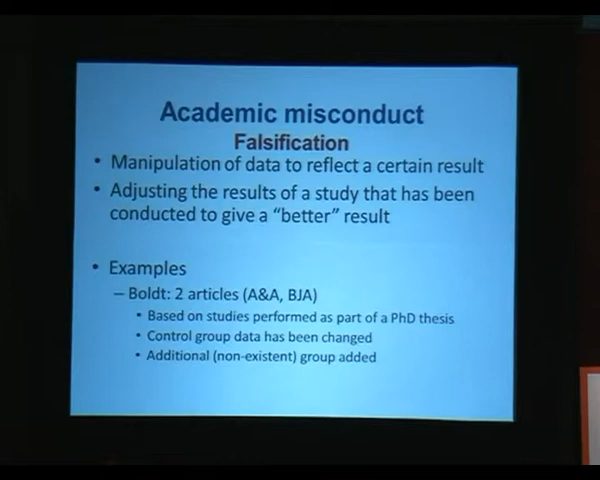 Academic misconduct
Falsification
• Manipulation of data to reflect a certain result
• Adjusting the results of a study that has been
conducted to give a “better” result
• Examples
– Boldt: 2 articles (A&A, BJA)
• Based on studies performed as part of a PhD thesis
• Control group data has been changed
• Additional (non-existent) group added